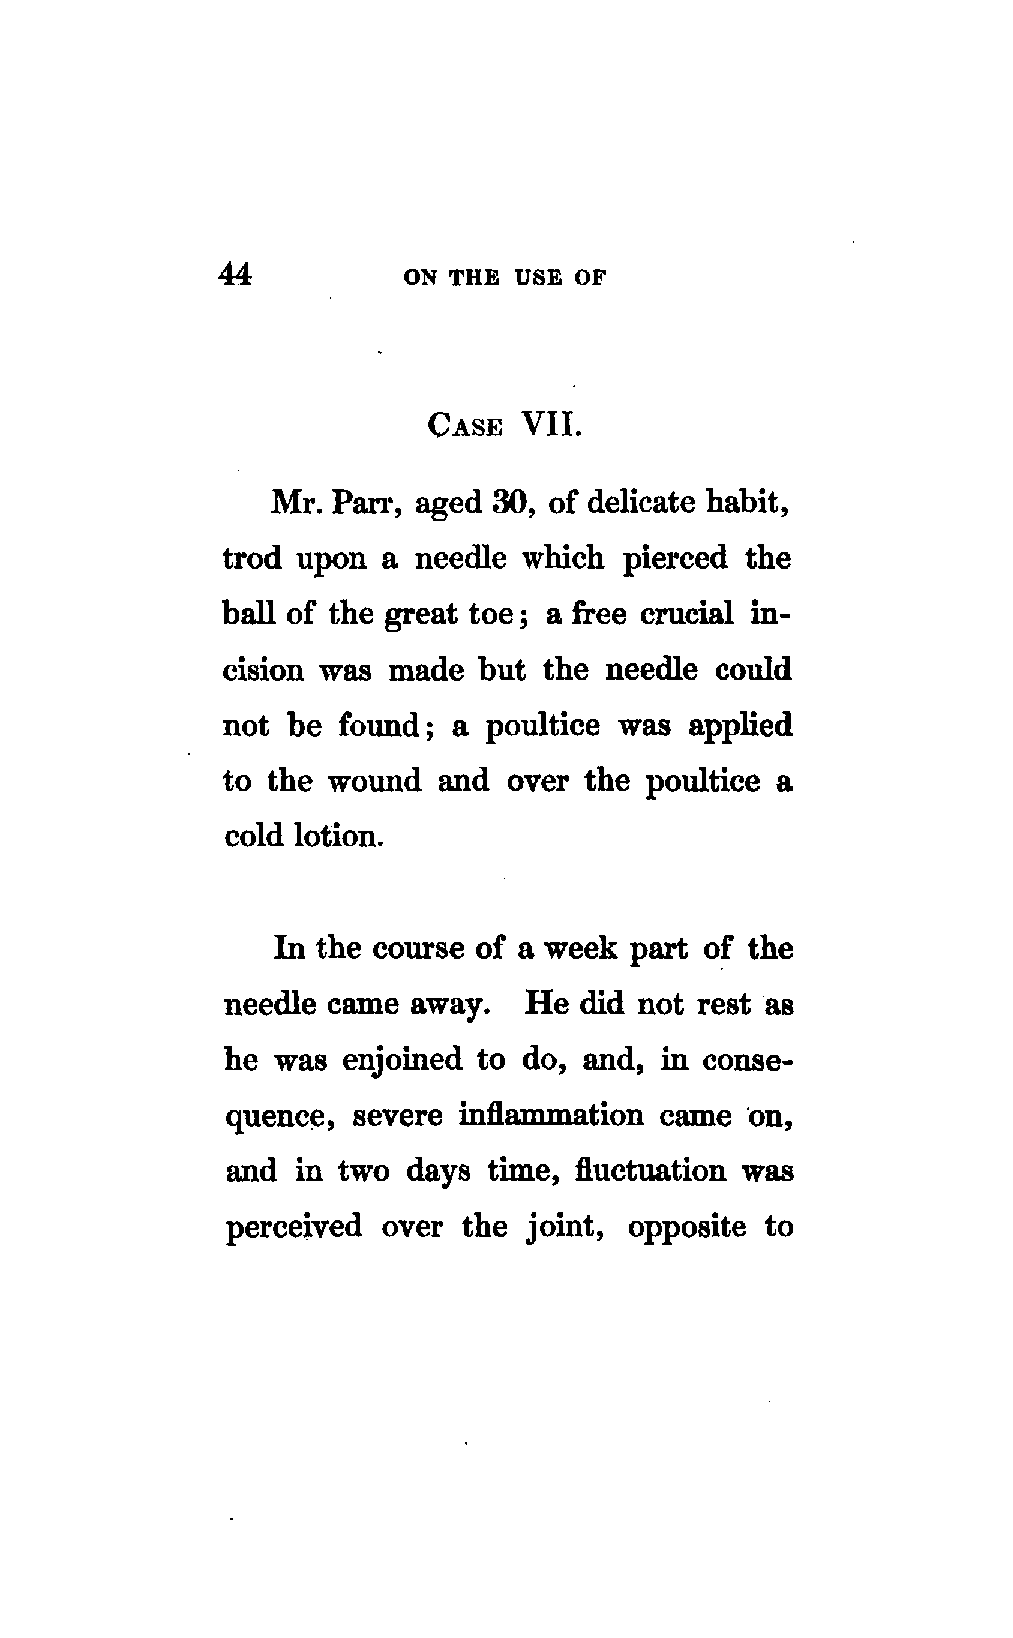 44 ON THE USE OF
CASE VII.
Mr. Parr, aged 30, of delicate habit,
trod upon a needle which pierced the
ball of the great toe; a free crucial in-
cision was made but the needle could
not be found; a poultice was applied
to the wound and over the poultice a
cold lotion.
In the course of a week part of the
needle came away. He did not rest as
he was enjoined to do, and, in conse-
quence, severe inflammation came on,
and in two days time, fluctuation was
perceived over the joint, opposite to